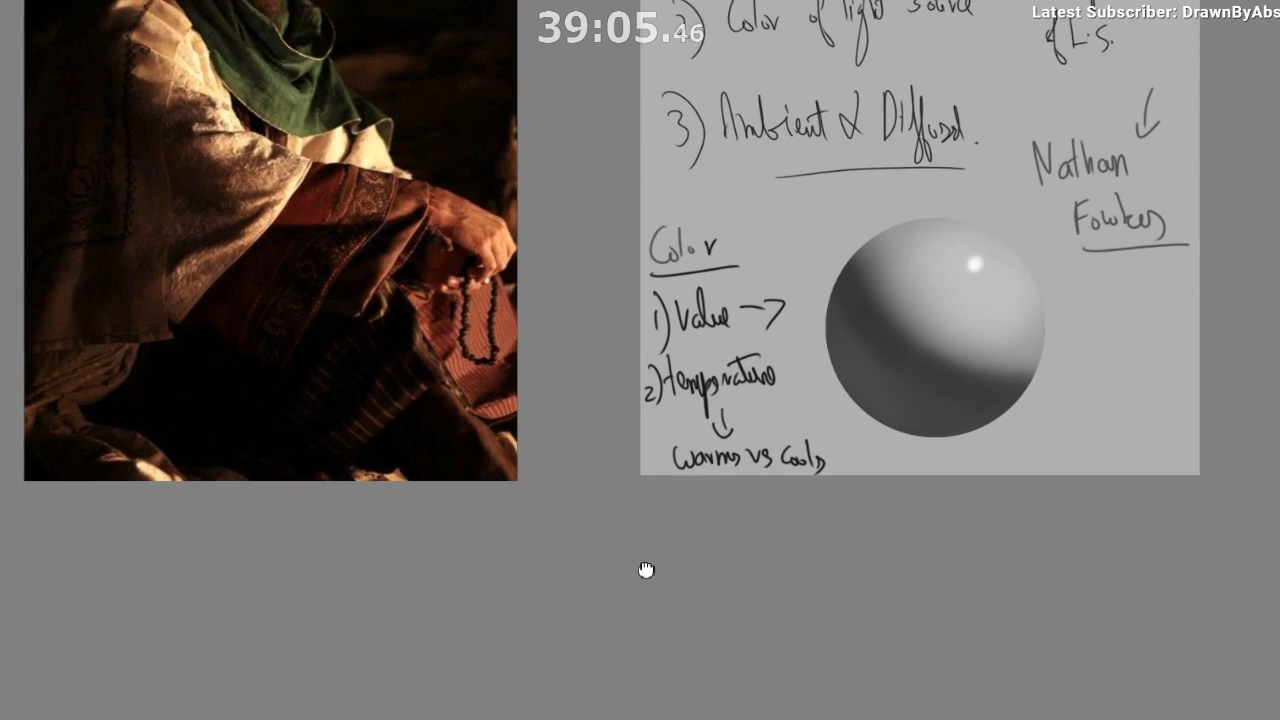 Latest Subscriber: DrawnByAbs
39:05.46
2) Color of light source
of L.S.
3) Ambient & Diffused.
Nathan
Fowkes
Color
1) Value →
2) temperature
↓
Warms vs Cools